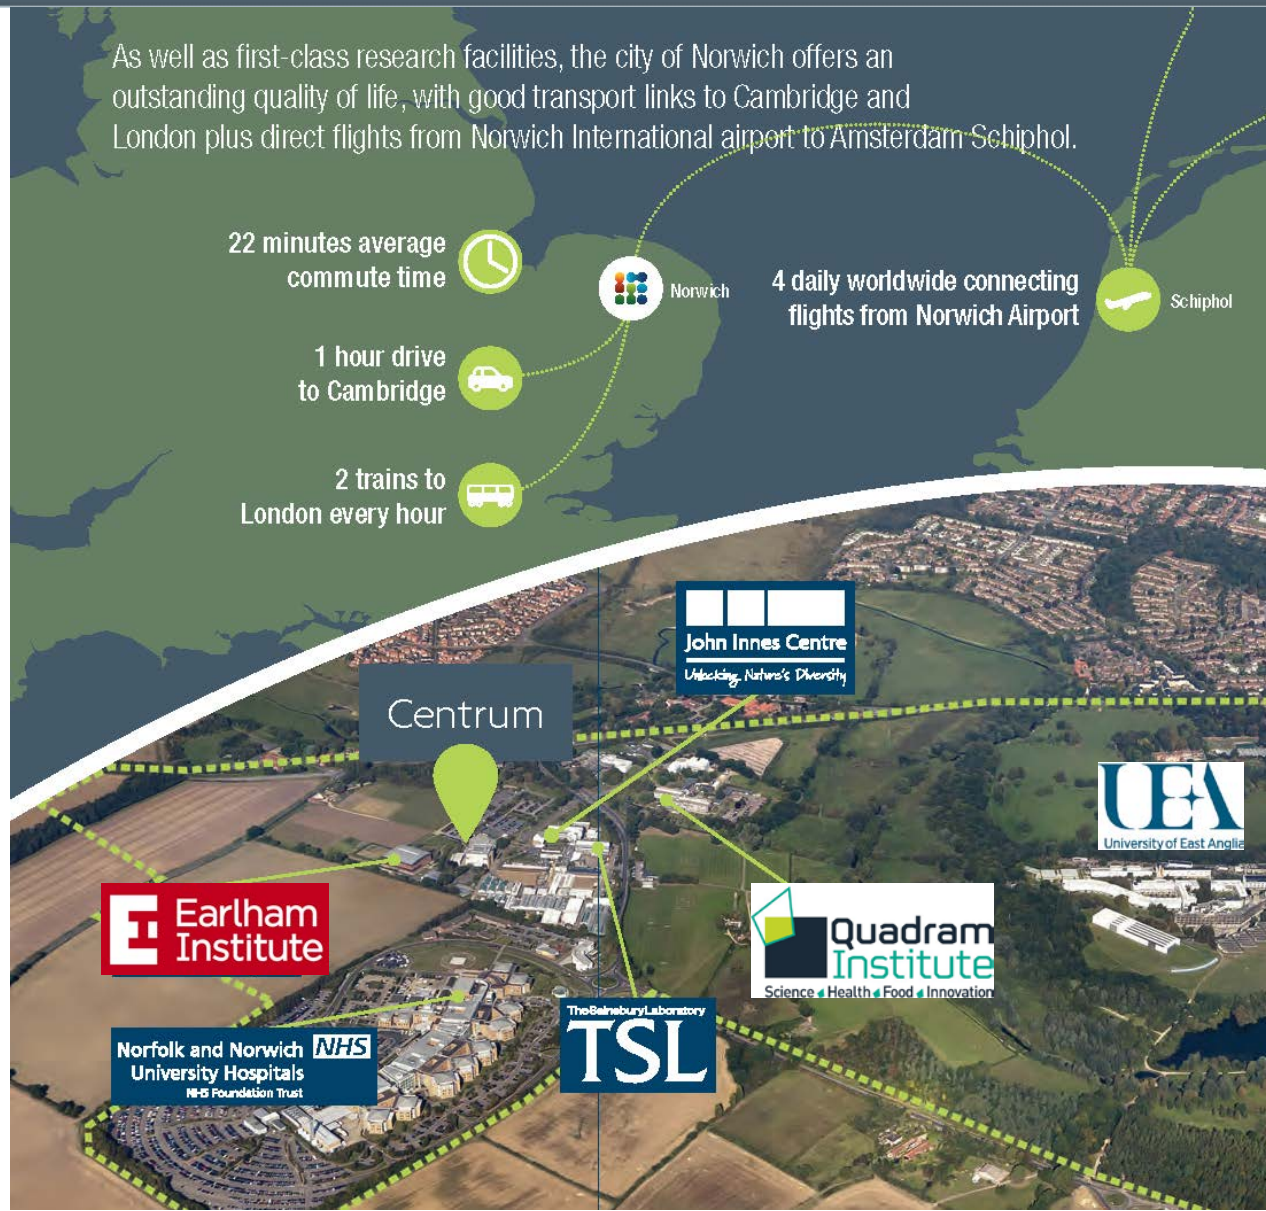 As well as first-class research facilities, the city of Norwich offers an
outstanding quality of life, with good transport links to Cambridge and
London plus direct flights from Norwich International airport to Amsterdam Schiphol.
22 minutes average
commute time
Norwich
4 daily worldwide connecting
flights from Norwich Airport
Schiphol
1 hour drive
to Cambridge
2 trains to
London every hour
John Innes Centre
Unlocking Nature's Diversity
Centrum
UEA
University of East Anglia
Earlham
Institute
Quadram
Institute
Science Health Food Innovation
Norfolk and Norwich NHS
University Hospitals
NHS Foundation Trust
The Sainsbury Laboratory
TSL